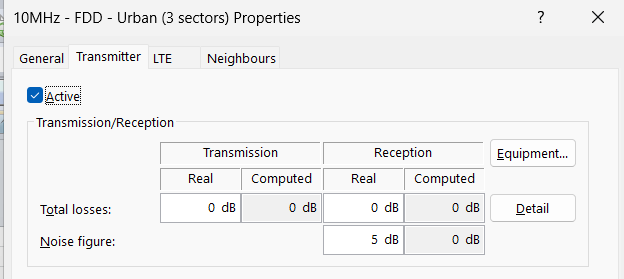 10MHz - FDD - Urban (3 sectors) Properties ?
General Transmitter LTE Neighbours
Active
Transmission/Reception
Transmission Reception Equipment...
Real Computed Real Computed
Total losses: 0 dB 0 dB 0 dB 0 dB Detail
Noise figure: 5 dB 0 dB